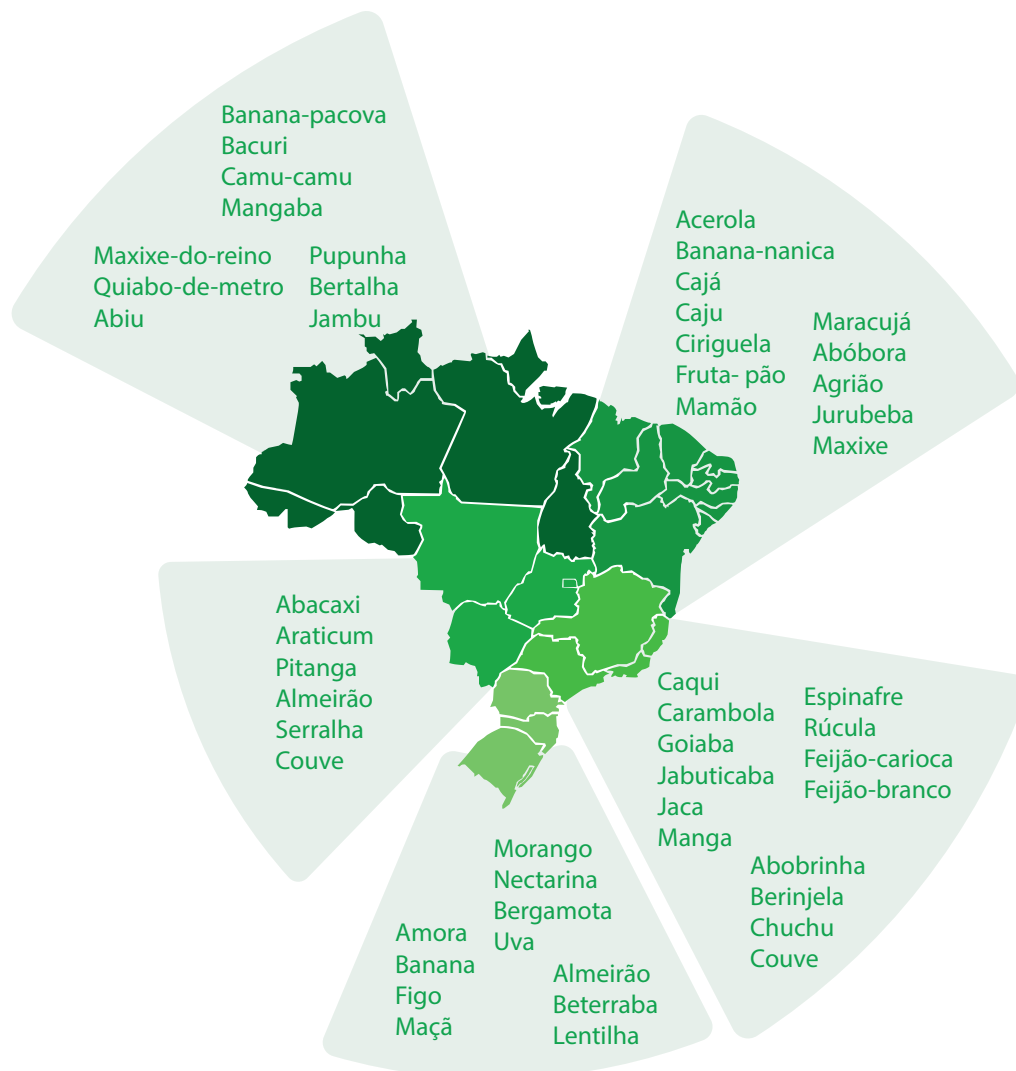 Banana-pacova
Bacuri
Camu-camu
Mangaba
Maxixe-do-reino
Quiabo-de-metro
Abiu
Pupunha
Bertalha
Jambu
Acerola
Banana-nanica
Cajá
Caju
Ciriguela
Fruta- pão
Mamão
Maracujá
Abóbora
Agrião
Jurubeba
Maxixe
Abacaxi
Araticum
Pitanga
Almeirão
Serralha
Couve
Caqui
Carambola
Goiaba
Jabuticaba
Jaca
Manga
Espinafre
Rúcula
Feijão-carioca
Feijão-branco
Abobrinha
Berinjela
Chuchu
Couve
Morango
Nectarina
Bergamota
Uva
Amora
Banana
Figo
Maçã
Almeirão
Beterraba
Lentilha